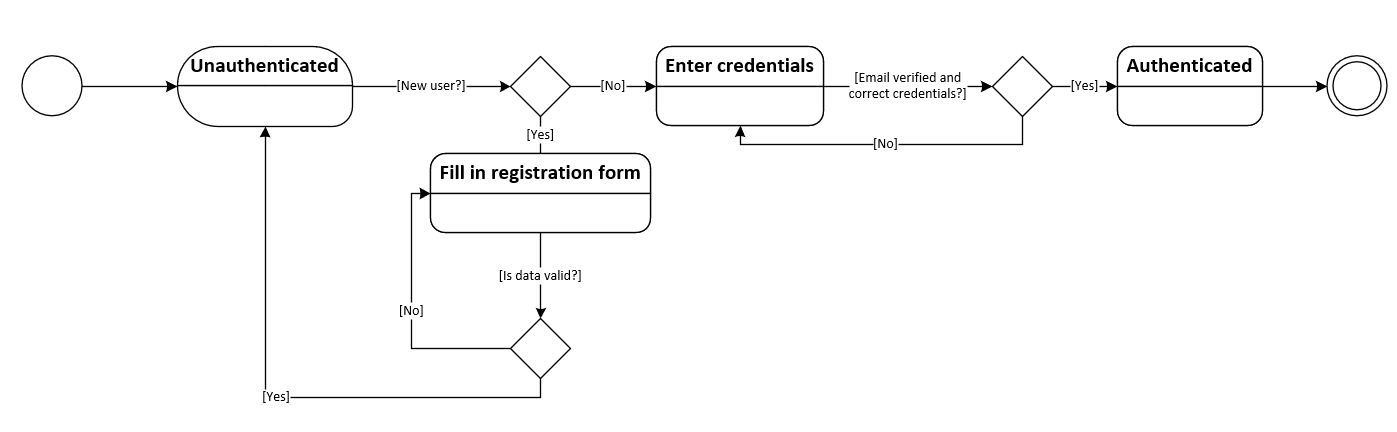 Unauthenticated
[New user?]
[No]
Enter credentials
[Email verified and
correct credentials?]
[Yes]
Authenticated
[Yes]
[No]
Fill in registration form
[Is data valid?]
[No]
[Yes]